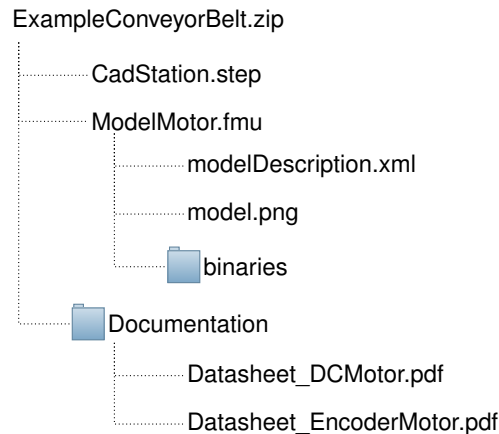 ExampleConveyorBelt.zip
CadStation.step
ModelMotor.fmu
modelDescription.xml
model.png
binaries
Documentation
Datasheet_DCMotor.pdf
Datasheet_EncoderMotor.pdf